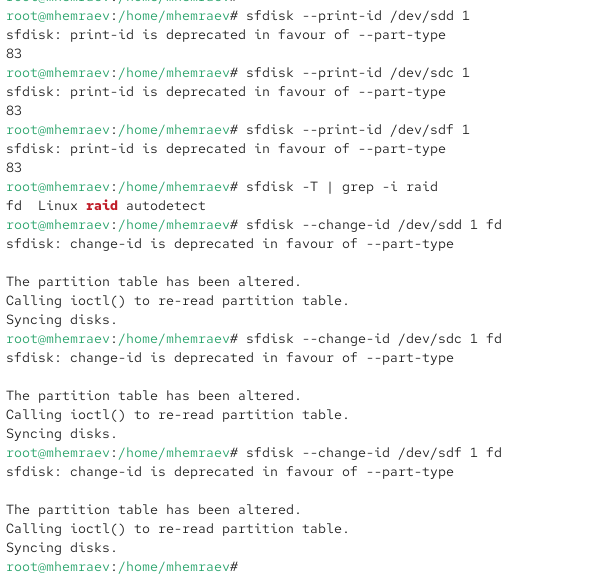 root@mhemraev:/home/mhemraev# sfdisk --print-id /dev/sdd 1
sfdisk: print-id is deprecated in favour of --part-type
83
root@mhemraev:/home/mhemraev# sfdisk --print-id /dev/sdc 1
sfdisk: print-id is deprecated in favour of --part-type
83
root@mhemraev:/home/mhemraev# sfdisk --print-id /dev/sdf 1
sfdisk: print-id is deprecated in favour of --part-type
83
root@mhemraev:/home/mhemraev# sfdisk -T | grep -i raid
fd  Linux raid autodetect
root@mhemraev:/home/mhemraev# sfdisk --change-id /dev/sdd 1 fd
sfdisk: change-id is deprecated in favour of --part-type

The partition table has been altered.
Calling ioctl() to re-read partition table.
Syncing disks.
root@mhemraev:/home/mhemraev# sfdisk --change-id /dev/sdc 1 fd
sfdisk: change-id is deprecated in favour of --part-type

The partition table has been altered.
Calling ioctl() to re-read partition table.
Syncing disks.
root@mhemraev:/home/mhemraev# sfdisk --change-id /dev/sdf 1 fd
sfdisk: change-id is deprecated in favour of --part-type

The partition table has been altered.
Calling ioctl() to re-read partition table.
Syncing disks.
root@mhemraev:/home/mhemraev#